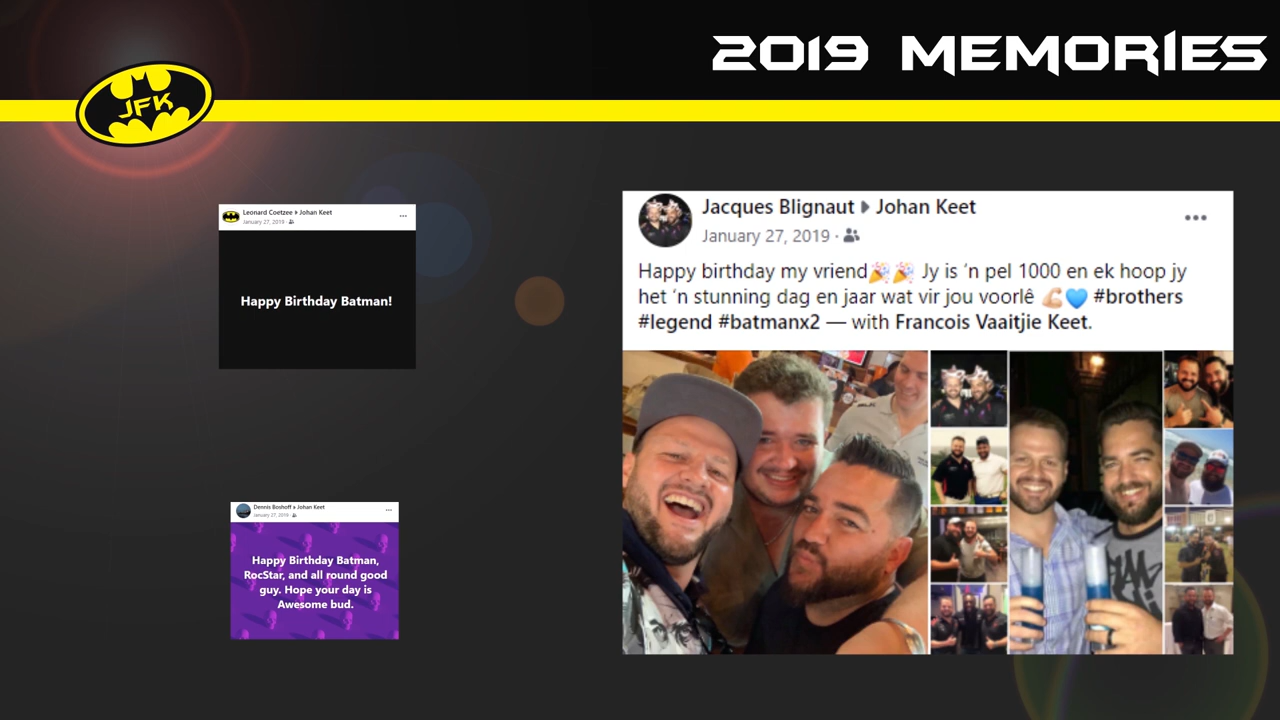 2019 MEMORIES
JFK
Leonard Coetzee ▸ Johan Keet
January 27, 2019 ·
Happy Birthday Batman!
Dennis Boshoff ▸ Johan Keet
January 27, 2019 ·
Happy Birthday Batman,
RocStar, and all round good
guy. Hope your day is
Awesome bud.
Jacques Blignaut ▸ Johan Keet
January 27, 2019 ·
Happy birthday my vriend🎉🎉 Jy is ‘n pel 1000 en ek hoop jy
het ‘n stunning dag en jaar wat vir jou voorlê 💪🏼💙 #brothers
#legend #batmanx2 — with Francois Vaaitjie Keet.